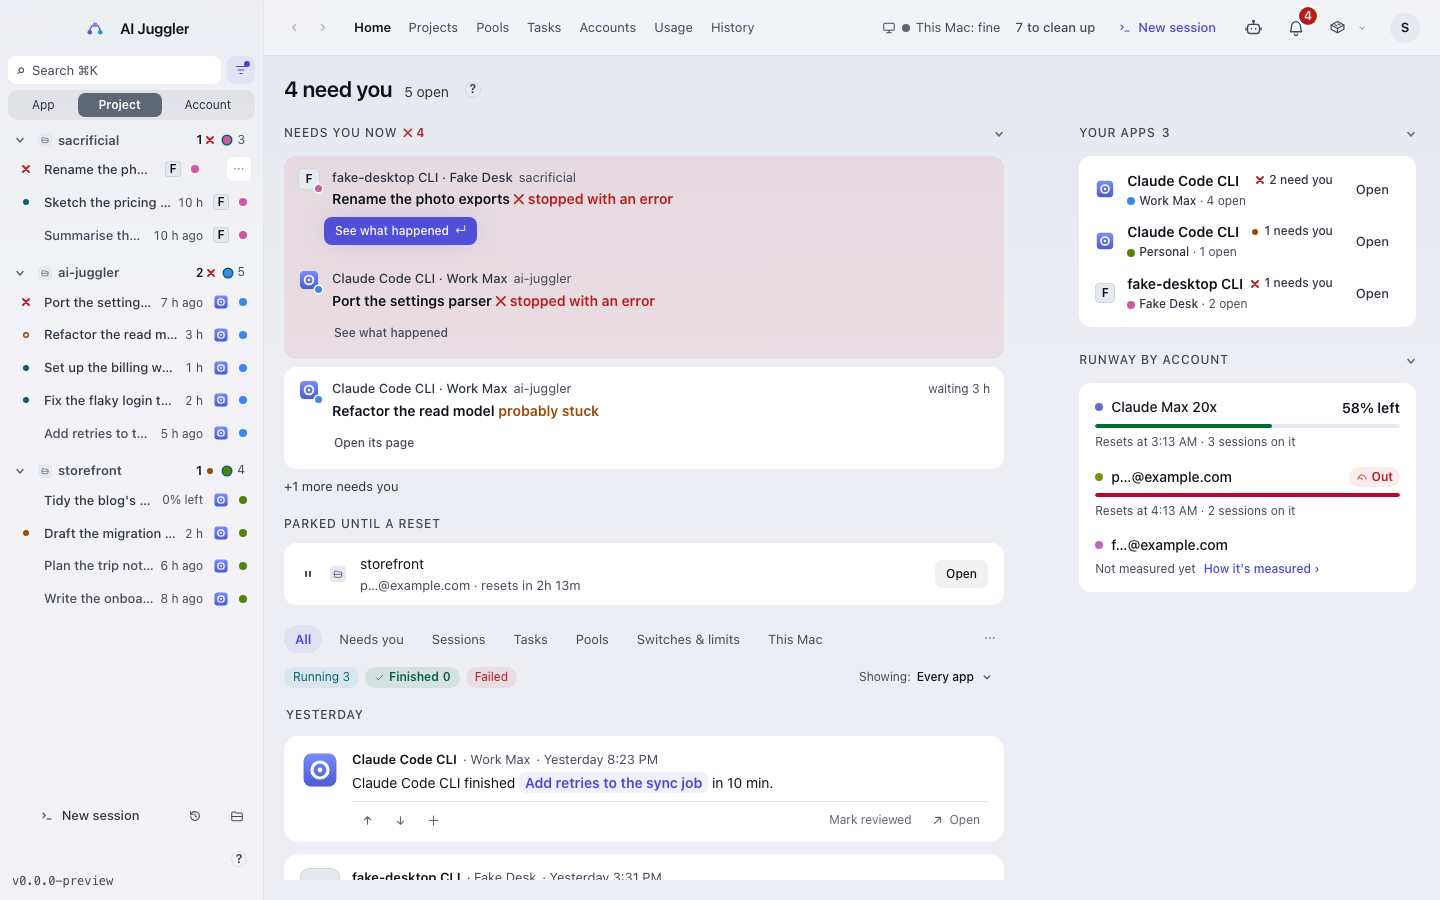 AI Juggler
Search ⌘K
App Project Account
sacrificial 1 3
Rename the ph... F ...
Sketch the pricing ... 10 h F
Summarise th... 10 h ago F
ai-juggler 2 5
Port the setting... 7 h ago
Refactor the read m... 3 h
Set up the billing w... 1 h
Fix the flaky login t... 2 h
Add retries to t... 5 h ago
storefront 1 4
Tidy the blog's ... 0% left
Draft the migration ... 2 h
Plan the trip not... 6 h ago
Write the onboa... 8 h ago
New session
?
v0.0.0-preview
Home Projects Pools Tasks Accounts Usage History
This Mac: fine 7 to clean up New session 4 S
4 need you 5 open ?
NEEDS YOU NOW 4
F fake-desktop CLI · Fake Desk sacrificial
Rename the photo exports stopped with an error
See what happened
Claude Code CLI · Work Max ai-juggler
Port the settings parser stopped with an error
See what happened
Claude Code CLI · Work Max ai-juggler waiting 3 h
Refactor the read model probably stuck
Open its page
+1 more needs you
PARKED UNTIL A RESET
storefront
p...@example.com · resets in 2h 13m
Open
All Needs you Sessions Tasks Pools Switches & limits This Mac ...
Running 3 Finished 0 Failed
Showing: Every app
YESTERDAY
Claude Code CLI · Work Max · Yesterday 8:23 PM
Claude Code CLI finished Add retries to the sync job in 10 min.
Mark reviewed Open
fake-desktop CLI · Fake Desk · Yesterday 3:31 PM
YOUR APPS 3
Claude Code CLI 2 need you
Work Max · 4 open
Open
Claude Code CLI 1 needs you
Personal · 1 open
Open
F fake-desktop CLI 1 needs you
Fake Desk · 2 open
Open
RUNWAY BY ACCOUNT
Claude Max 20x 58% left
Resets at 3:13 AM · 3 sessions on it
p...@example.com Out
Resets at 4:13 AM · 2 sessions on it
f...@example.com
Not measured yet How it's measured ›